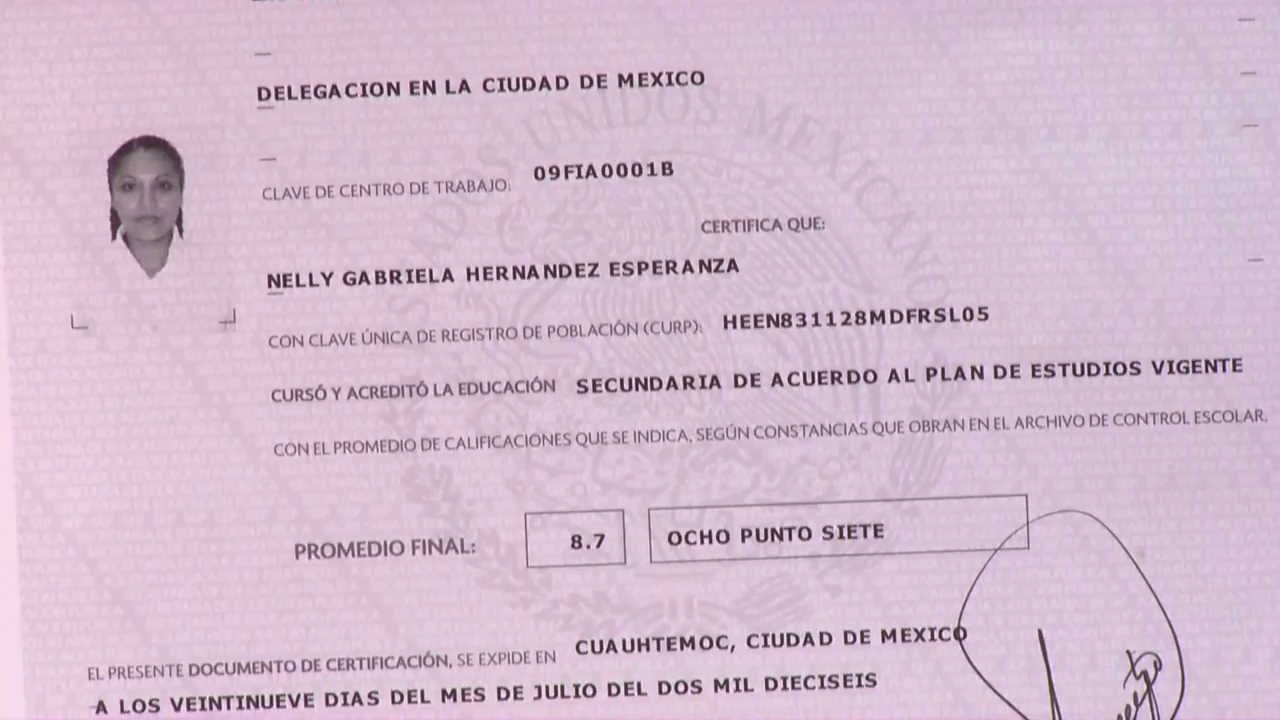 DELEGACION EN LA CIUDAD DE MEXICO
CLAVE DE CENTRO DE TRABAJO: 09FIA0001B
CERTIFICA QUE:
NELLY GABRIELA HERNANDEZ ESPERANZA
CON CLAVE ÚNICA DE REGISTRO DE POBLACIÓN (CURP): HEEN831128MDFRSL05
CURSÓ Y ACREDITÓ LA EDUCACIÓN SECUNDARIA DE ACUERDO AL PLAN DE ESTUDIOS VIGENTE
CON EL PROMEDIO DE CALIFICACIONES QUE SE INDICA, SEGÚN CONSTANCIAS QUE OBRAN EN EL ARCHIVO DE CONTROL ESCOLAR.
PROMEDIO FINAL: 8.7 OCHO PUNTO SIETE
EL PRESENTE DOCUMENTO DE CERTIFICACIÓN, SE EXPIDE EN CUAUHTEMOC, CIUDAD DE MEXICO
A LOS VEINTINUEVE DIAS DEL MES DE JULIO DEL DOS MIL DIECISEIS
UNIDOS MEXICANO